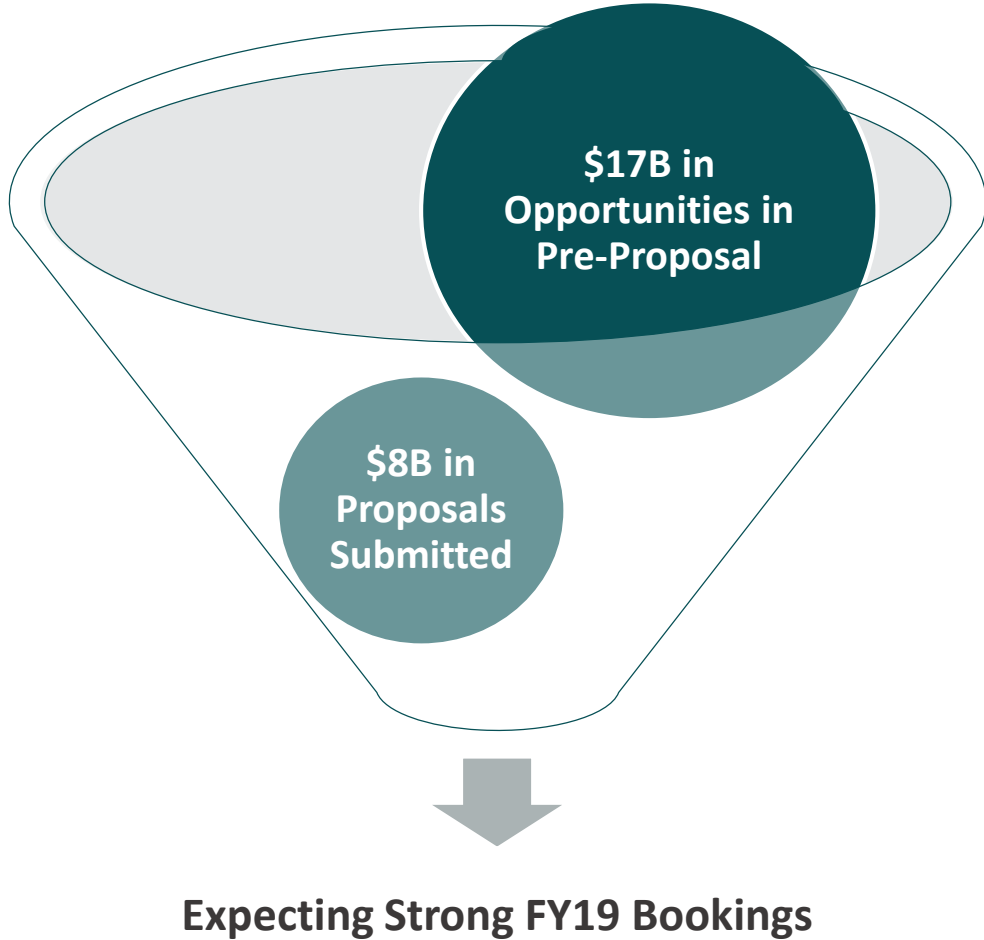 $17B in
Opportunities in
Pre-Proposal
$8B in
Proposals
Submitted
Expecting Strong FY19 Bookings